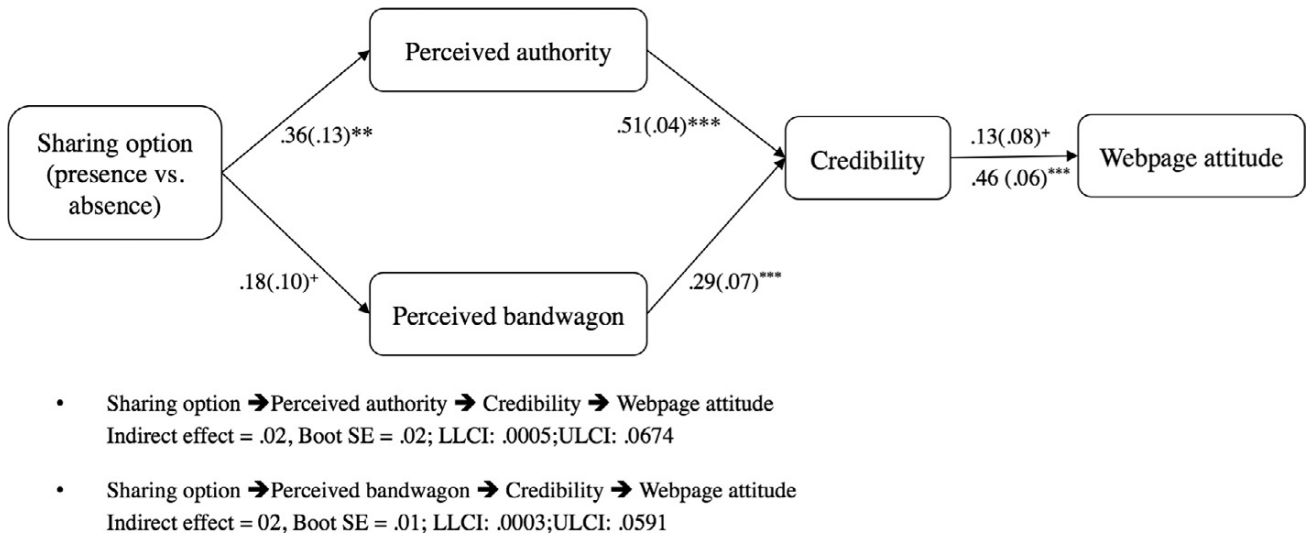 Perceived authority
.36(.13)**
.51(.04)***
Sharing option
(presence vs.
absence)
Credibility
.13(.08)⁺
.46 (.06)***
Webpage attitude
.18(.10)⁺
.29(.07)***
Perceived bandwagon
• Sharing option ➔Perceived authority ➔ Credibility ➔ Webpage attitude
Indirect effect = .02, Boot SE = .02; LLCI: .0005;ULCI: .0674
• Sharing option ➔Perceived bandwagon ➔ Credibility ➔ Webpage attitude
Indirect effect = 02, Boot SE = .01; LLCI: .0003;ULCI: .0591